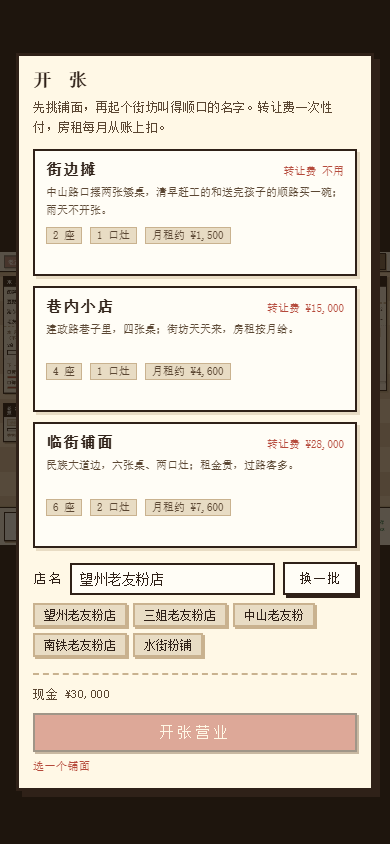 开 张
先挑铺面，再起个街坊叫得顺口的名字。转让费一次性
付，房租每月从账上扣。
街边摊 转让费 不用
中山路口摆两张矮桌，清早赶工的和送完孩子的顺路买一碗；
雨天不开张。
2 座 1 口灶 月租约 ¥1,500
巷内小店 转让费 ¥15,000
建政路巷子里，四张桌；街坊天天来，房租按月给。
4 座 1 口灶 月租约 ¥4,600
临街铺面 转让费 ¥28,000
民族大道边，六张桌、两口灶；租金贵，过路客多。
6 座 2 口灶 月租约 ¥7,600
店名 望州老友粉店 换一批
望州老友粉店 三姐老友粉店 中山老友粉
南铁老友粉店 水街粉铺
现金 ¥30,000
开张营业
选一个铺面